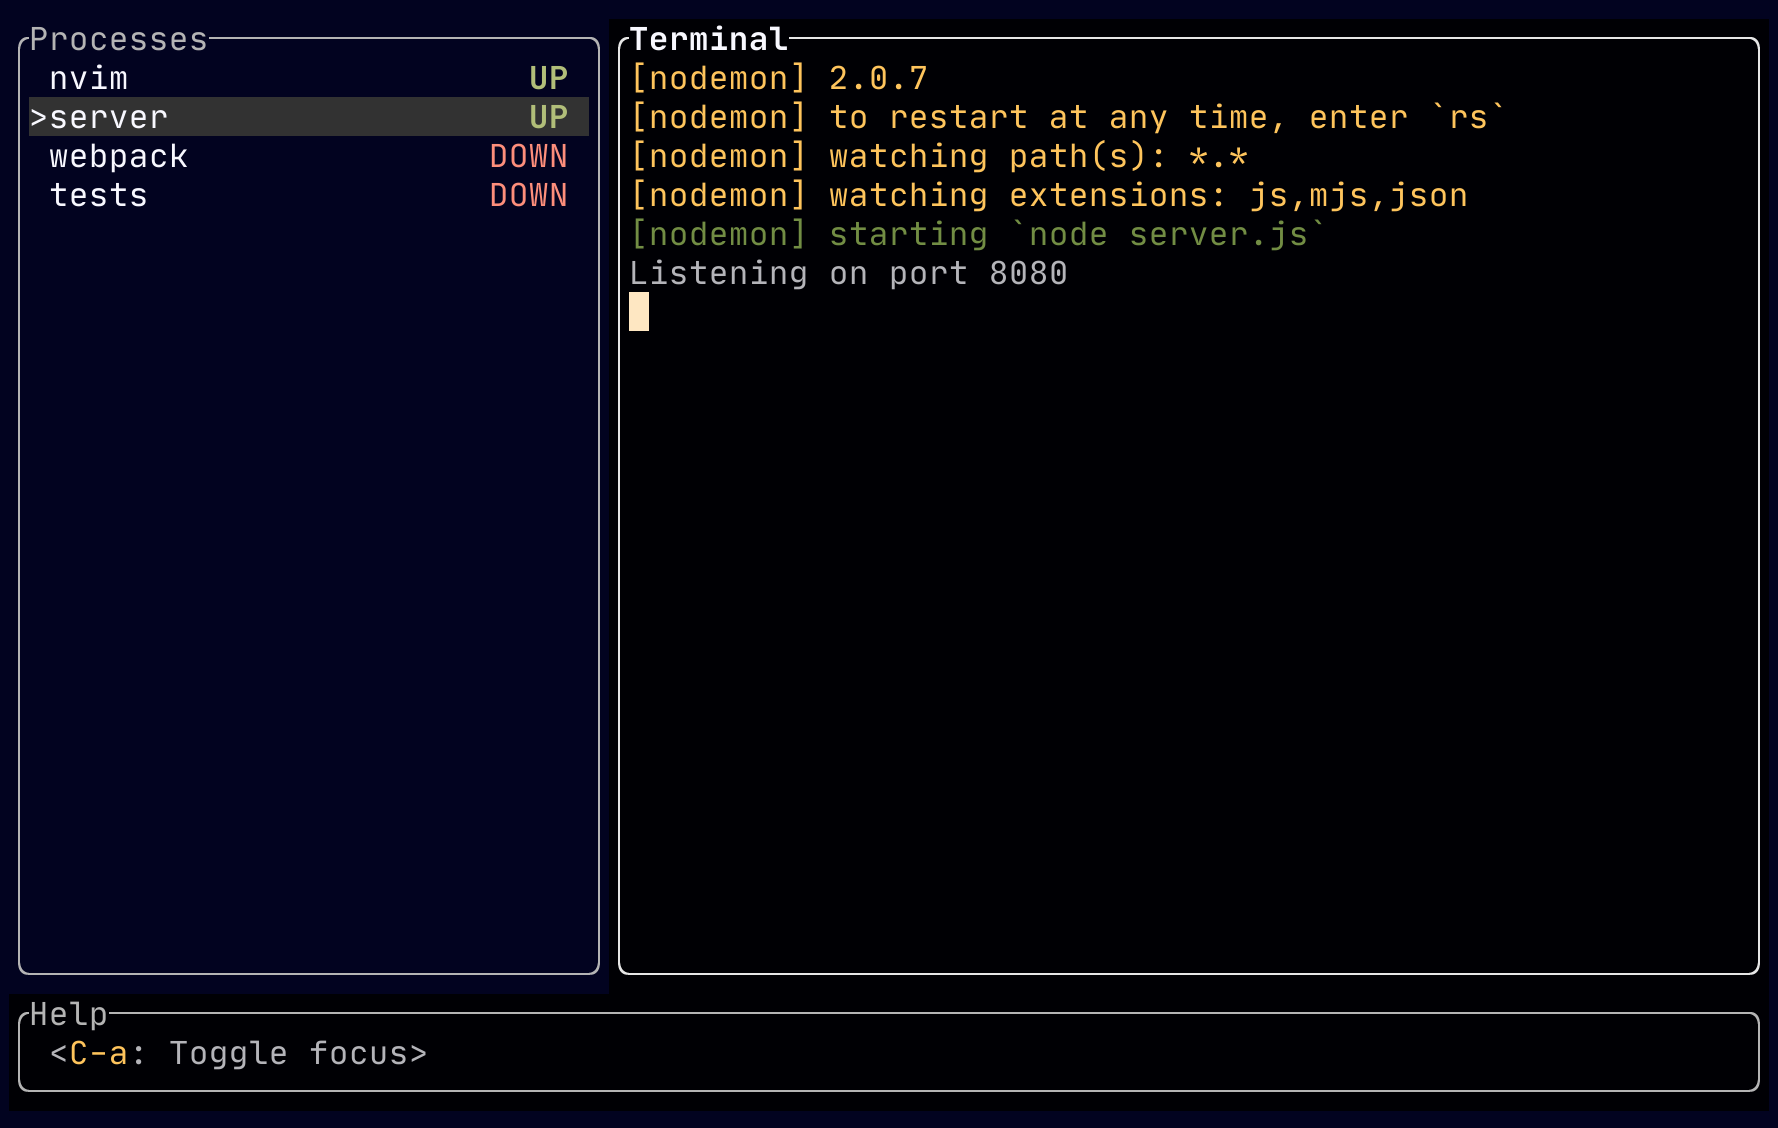 Processes
nvim UP
>server UP
webpack DOWN
tests DOWN
Terminal
[nodemon] 2.0.7
[nodemon] to restart at any time, enter `rs`
[nodemon] watching path(s): *.*
[nodemon] watching extensions: js,mjs,json
[nodemon] starting `node server.js`
Listening on port 8080
Help
<C-a: Toggle focus>